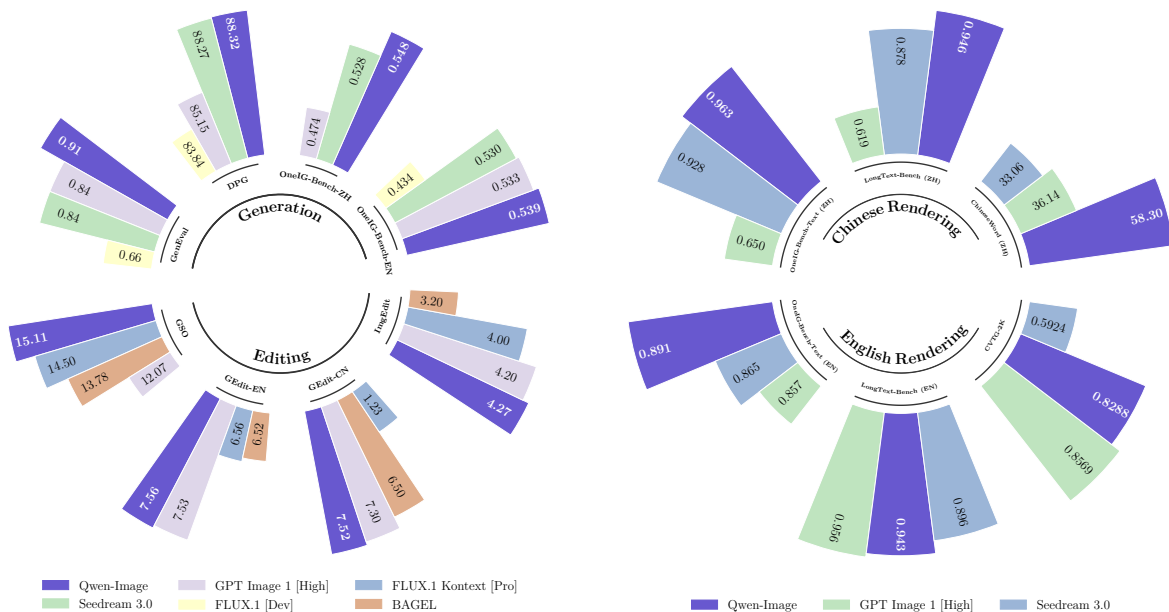 Generation
GenEval
0.66
0.84
0.84
0.91
DPG
83.84
85.15
88.27
88.32
OneIG-Bench-ZH
0.474
0.528
0.548
OneIG-Bench-EN
0.434
0.530
0.533
0.539
Editing
GSO
15.11
14.50
13.78
12.07
GEdit-EN
7.56
7.53
6.56
6.52
GEdit-CN
7.52
7.30
6.50
1.23
ImgEdit
3.20
4.00
4.20
4.27
Qwen-Image
GPT Image 1 [High]
FLUX.1 Kontext [Pro]
Seedream 3.0
FLUX.1 [Dev]
BAGEL
Chinese Rendering
OneIG-Bench-Text (ZH)
0.650
0.928
0.963
LongText-Bench (ZH)
0.619
0.878
0.946
ChineseWord (ZH)
33.06
36.14
58.30
English Rendering
OneIG-Bench-Text (EN)
0.891
0.865
0.857
LongText-Bench (EN)
0.956
0.943
0.896
CVTG-2K
0.5924
0.8288
0.8569
Qwen-Image
GPT Image 1 [High]
Seedream 3.0